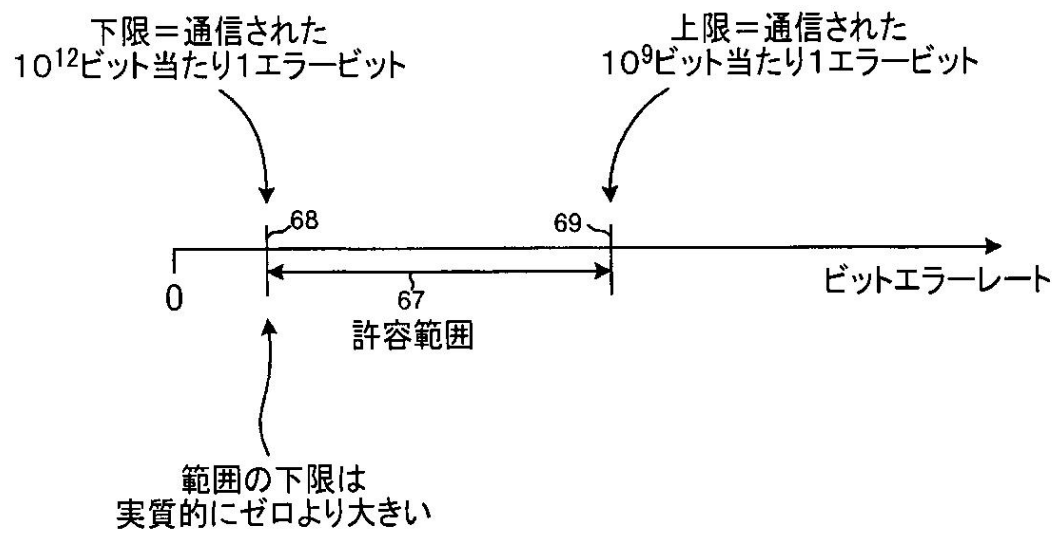 下限＝通信された
10¹²ビット当たり1エラービット
上限＝通信された
10⁹ビット当たり1エラービット
68
69
0
67
ビットエラーレート
許容範囲
範囲の下限は
実質的にゼロより大きい